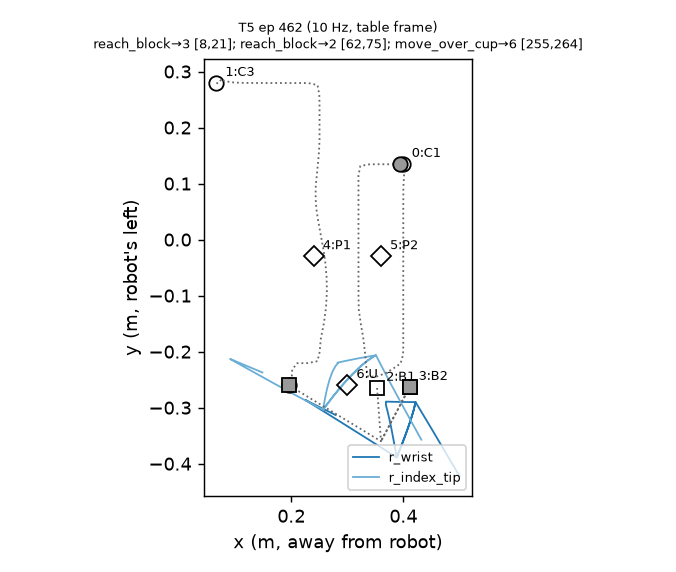 T5 ep 462 (10 Hz, table frame)
reach_block→3 [8,21]; reach_block→2 [62,75]; move_over_cup→6 [255,264]
1:C3
0:C1
4:P1
5:P2
6:U
2:B1
3:B2
0.3
0.2
0.1
0.0
−0.1
−0.2
−0.3
−0.4
y (m, robot's left)
r_wrist
r_index_tip
0.2
0.4
x (m, away from robot)